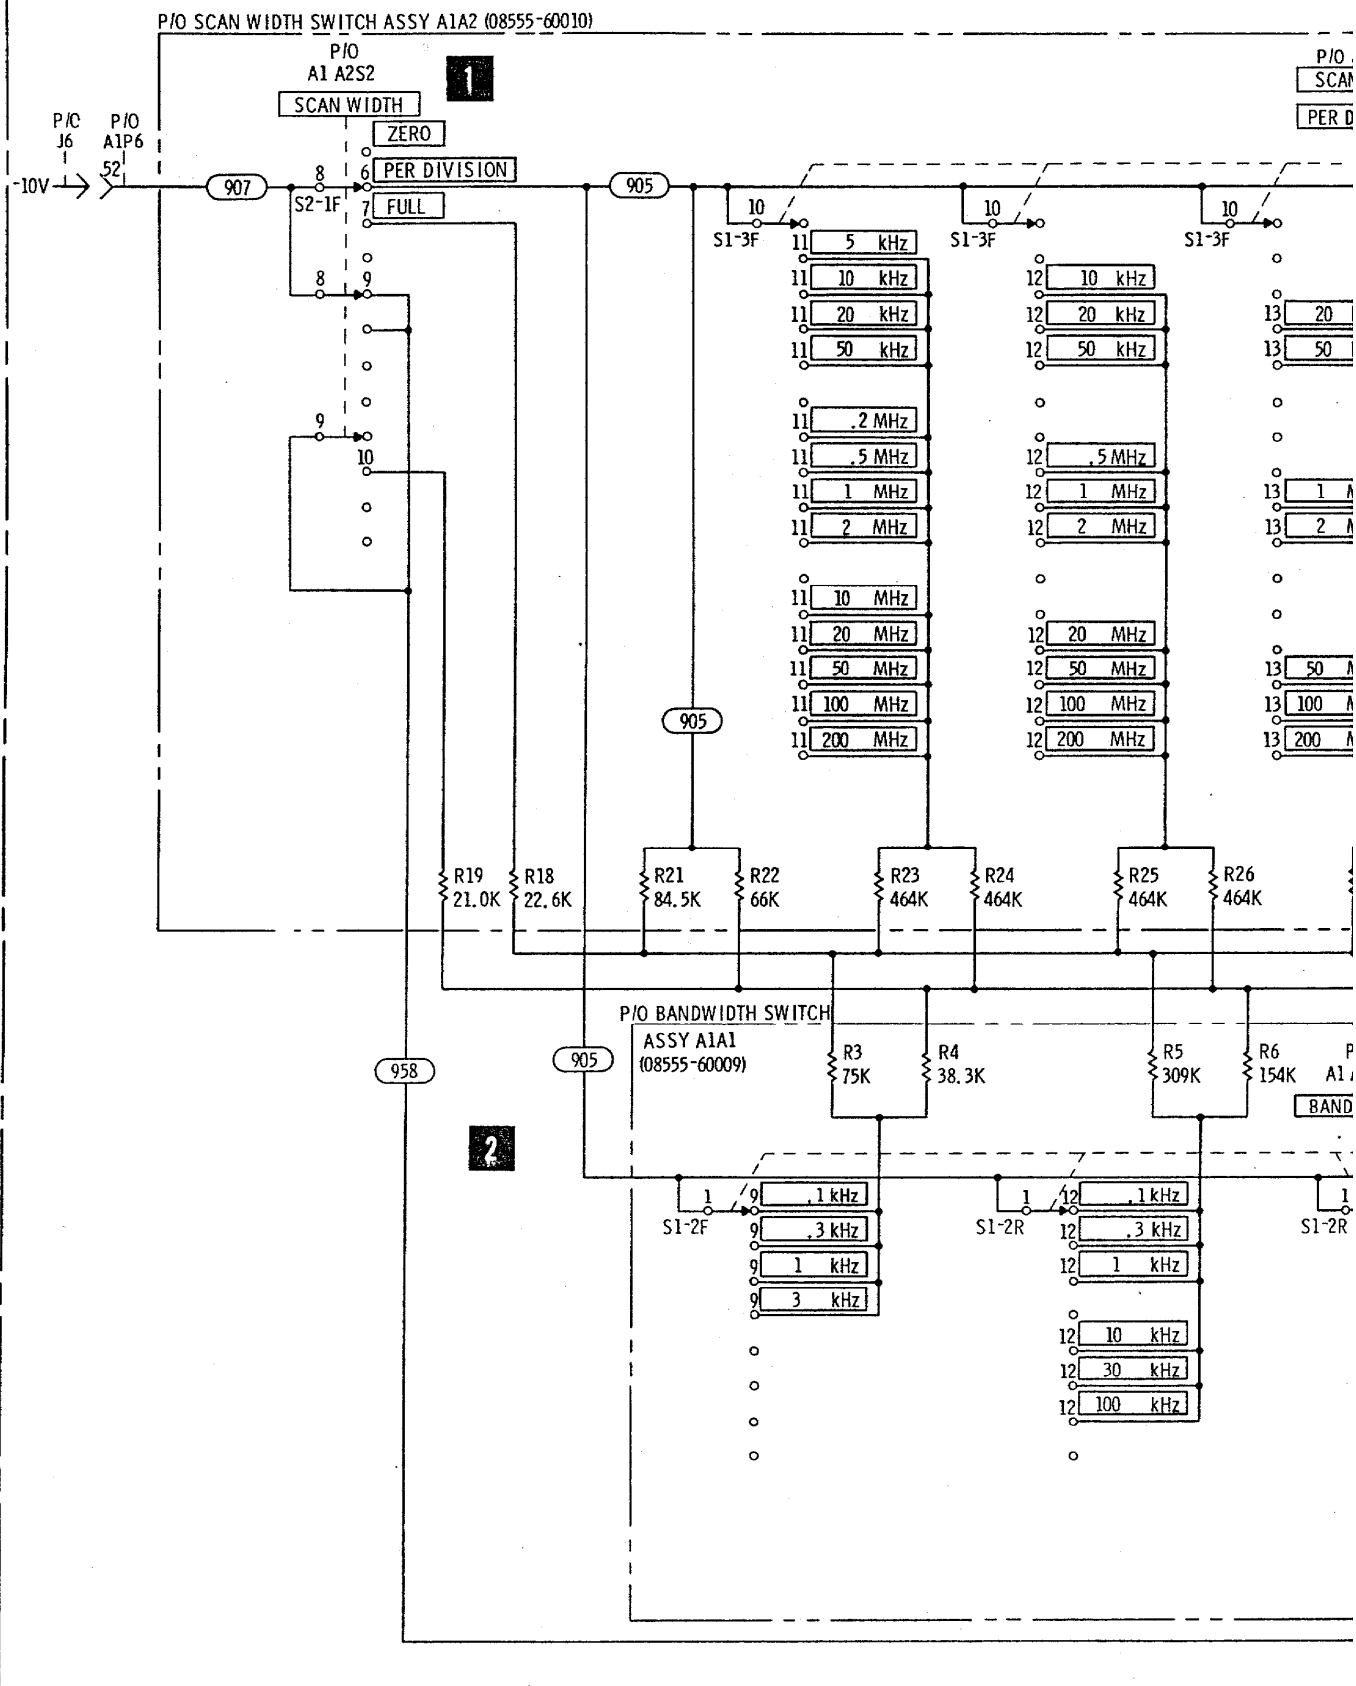 P/O SCAN WIDTH SWITCH ASSY A1A2 (08555-60010)
P/O
A1 A2S2
1
SCAN WIDTH
P/O
SCAN
PER D
P/O
J6
P/O
A1P6
ZERO
52
-10V
907
8
6
PER DIVISION
905
S2-1F
7
FULL
10
S1-3F
10
S1-3F
10
S1-3F
11 5 kHz
8
9
11 10 kHz
12 10 kHz
11 20 kHz
12 20 kHz
13 20
11 50 kHz
12 50 kHz
13 50
9
11 .2 MHz
10
11 .5 MHz
12 .5 MHz
11 1 MHz
12 1 MHz
13 1 M
11 2 MHz
12 2 MHz
13 2 M
11 10 MHz
11 20 MHz
12 20 MHz
11 50 MHz
12 50 MHz
13 50 M
11 100 MHz
12 100 MHz
13 100 M
905
11 200 MHz
12 200 MHz
13 200 M
R19
21.0K
R18
22.6K
R21
84.5K
R22
66K
R23
464K
R24
464K
R25
464K
R26
464K
P/O BANDWIDTH SWITCH
ASSY A1A1
(08555-60009)
958
905
R3
75K
R4
38.3K
R5
309K
R6
154K
P
A1 A
BAND
2
1
S1-2F
9 .1 kHz
1
S1-2R
12 .1 kHz
1
S1-2R
9 .3 kHz
12 .3 kHz
9 1 kHz
12 1 kHz
9 3 kHz
12 10 kHz
12 30 kHz
12 100 kHz